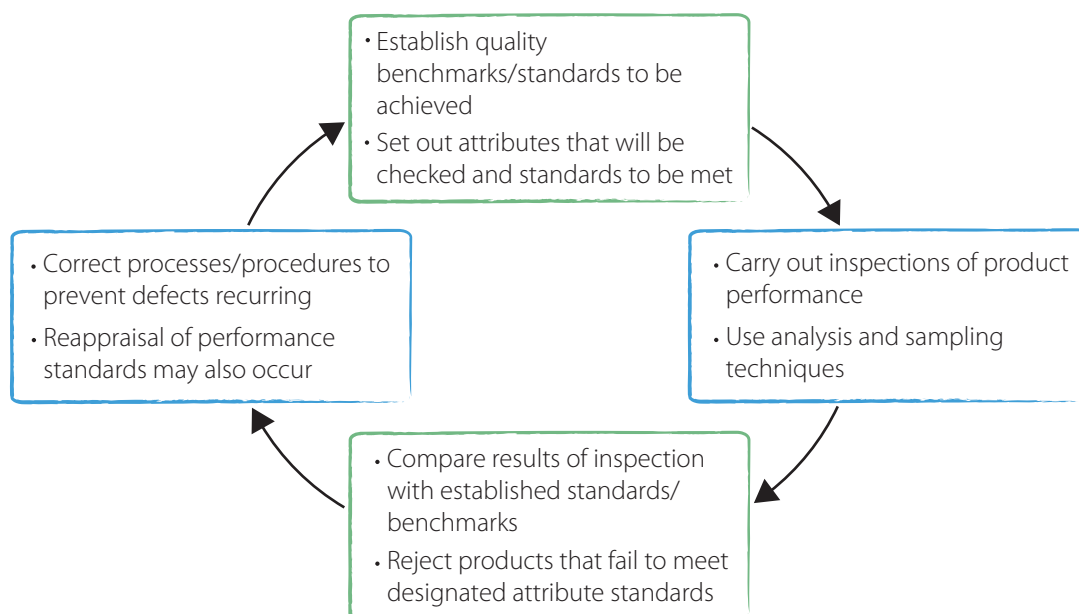 • Establish quality
benchmarks/standards to be
achieved
• Set out attributes that will be
checked and standards to be met
• Carry out inspections of product
performance
• Use analysis and sampling
techniques
• Compare results of inspection
with established standards/
benchmarks
• Reject products that fail to meet
designated attribute standards
• Correct processes/procedures to
prevent defects recurring
• Reappraisal of performance
standards may also occur